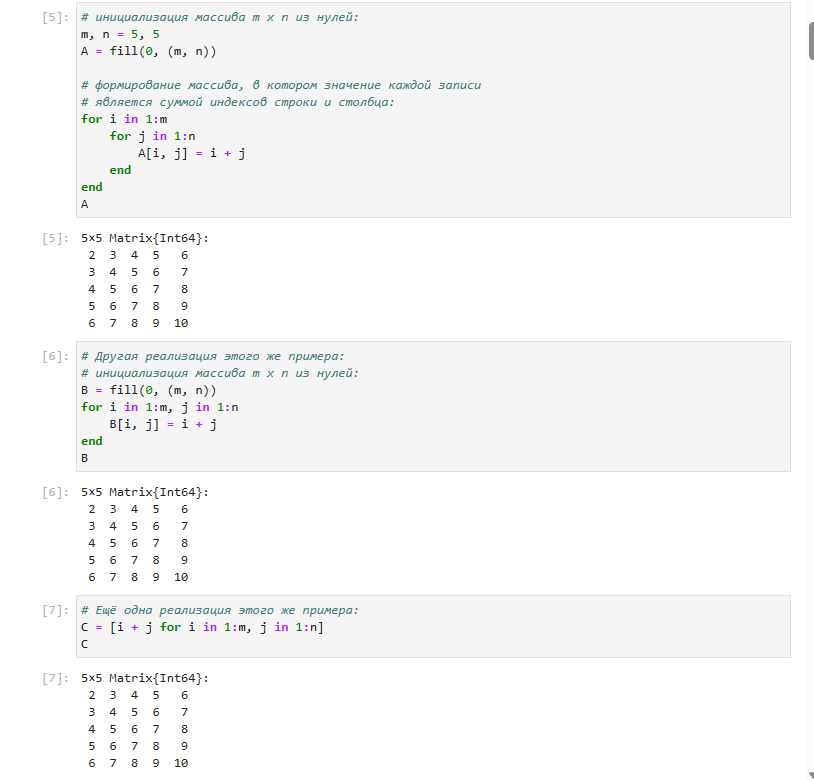 [5]: # инициализация массива m x n из нулей:
m, n = 5, 5
A = fill(0, (m, n))
# формирование массива, в котором значение каждой записи
# является суммой индексов строки и столбца:
for i in 1:m
    for j in 1:n
        A[i, j] = i + j
    end
end
A
[5]: 5×5 Matrix{Int64}:
 2  3  4  5   6
 3  4  5  6   7
 4  5  6  7   8
 5  6  7  8   9
 6  7  8  9  10
[6]: # Другая реализация этого же примера:
# инициализация массива m x n из нулей:
B = fill(0, (m, n))
for i in 1:m, j in 1:n
    B[i, j] = i + j
end
B
[6]: 5×5 Matrix{Int64}:
 2  3  4  5   6
 3  4  5  6   7
 4  5  6  7   8
 5  6  7  8   9
 6  7  8  9  10
[7]: # Ещё одна реализация этого же примера:
C = [i + j for i in 1:m, j in 1:n]
C
[7]: 5×5 Matrix{Int64}:
 2  3  4  5   6
 3  4  5  6   7
 4  5  6  7   8
 5  6  7  8   9
 6  7  8  9  10